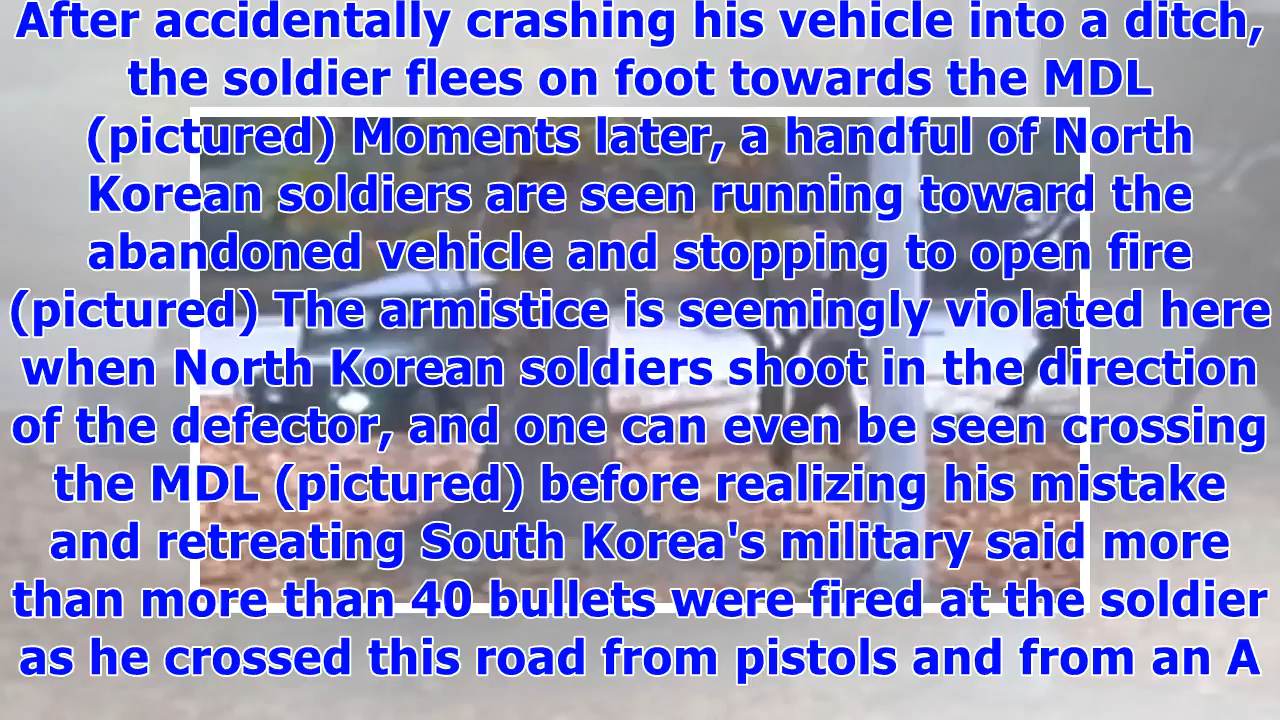 After accidentally crashing his vehicle into a ditch,
the soldier flees on foot towards the MDL
(pictured) Moments later, a handful of North
Korean soldiers are seen running toward the
abandoned vehicle and stopping to open fire
(pictured) The armistice is seemingly violated here
when North Korean soldiers shoot in the direction
of the defector, and one can even be seen crossing
the MDL (pictured) before realizing his mistake
and retreating South Korea's military said more
than more than 40 bullets were fired at the soldier
as he crossed this road from pistols and from an A